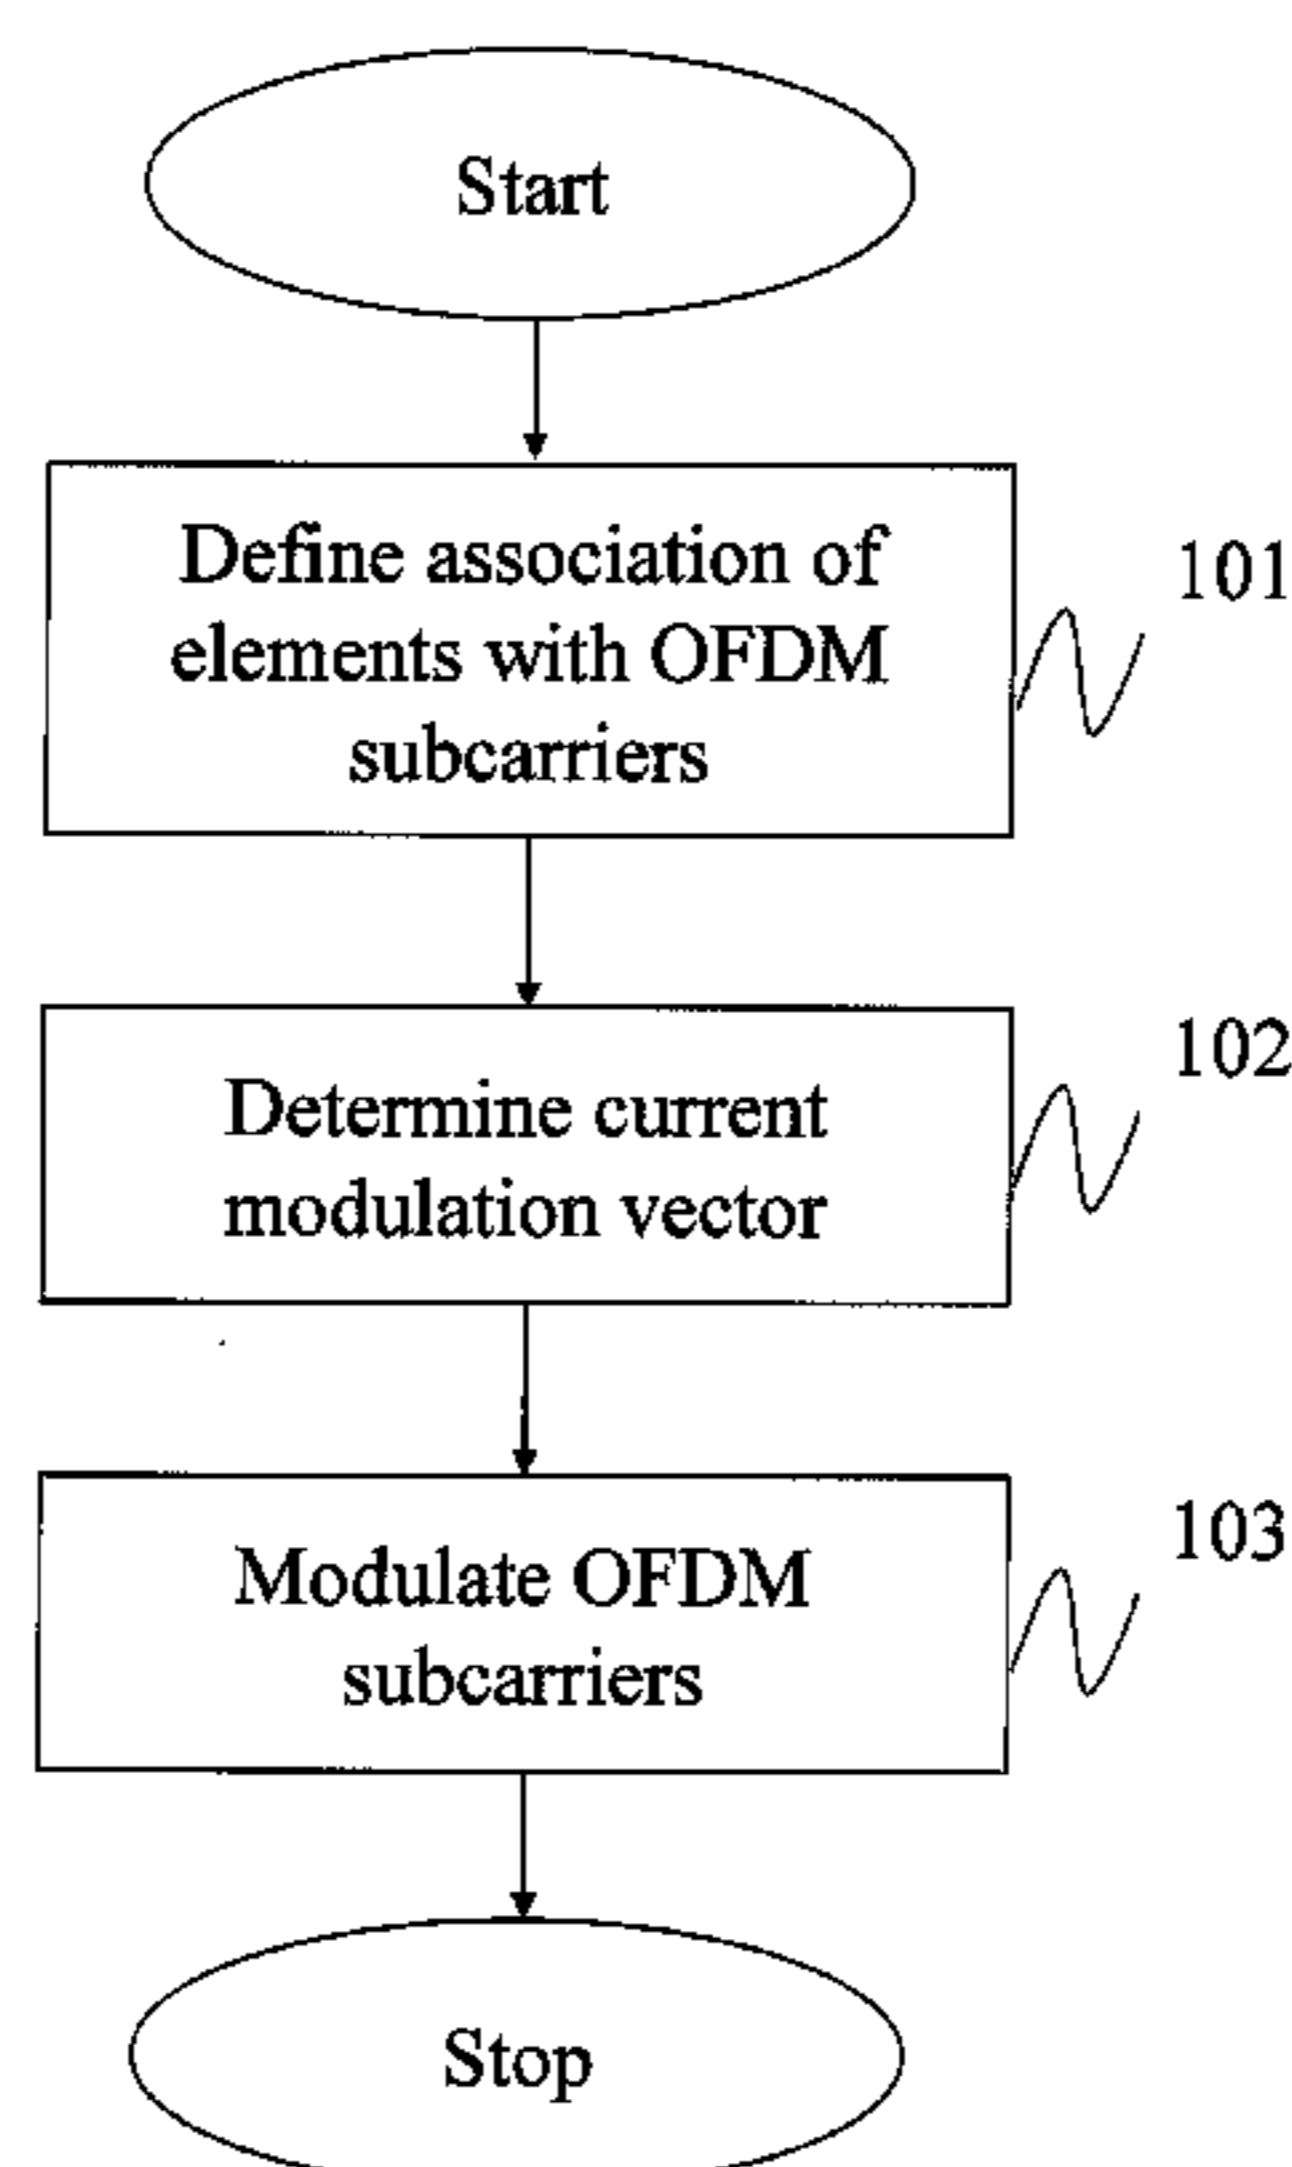 Start
Define association of
elements with OFDM
subcarriers
101
Determine current
modulation vector
102
Modulate OFDM
subcarriers
103
Stop